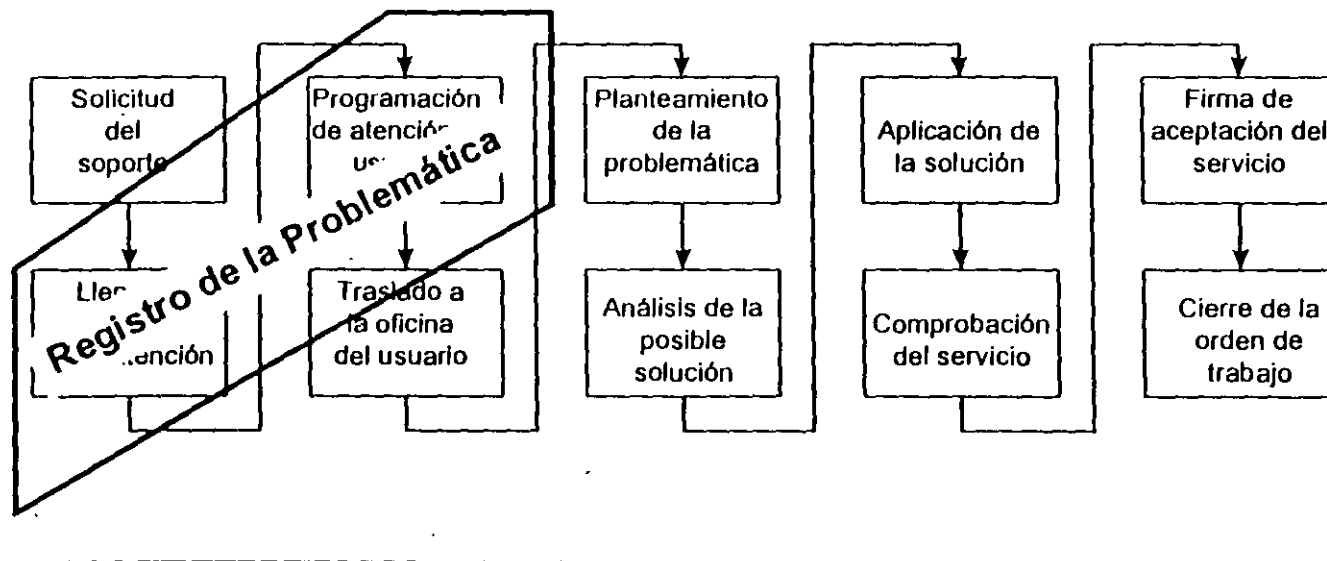 Solicitud
del
soporte
Programación
de atención
Planteamiento
de la
problemática
Aplicación de
la solución
Firma de
aceptación del
servicio
Registro de la Problemática
Traslado a
la oficina
del usuario
Análisis de la
posible
solución
Comprobación
del servicio
Cierre de la
orden de
trabajo